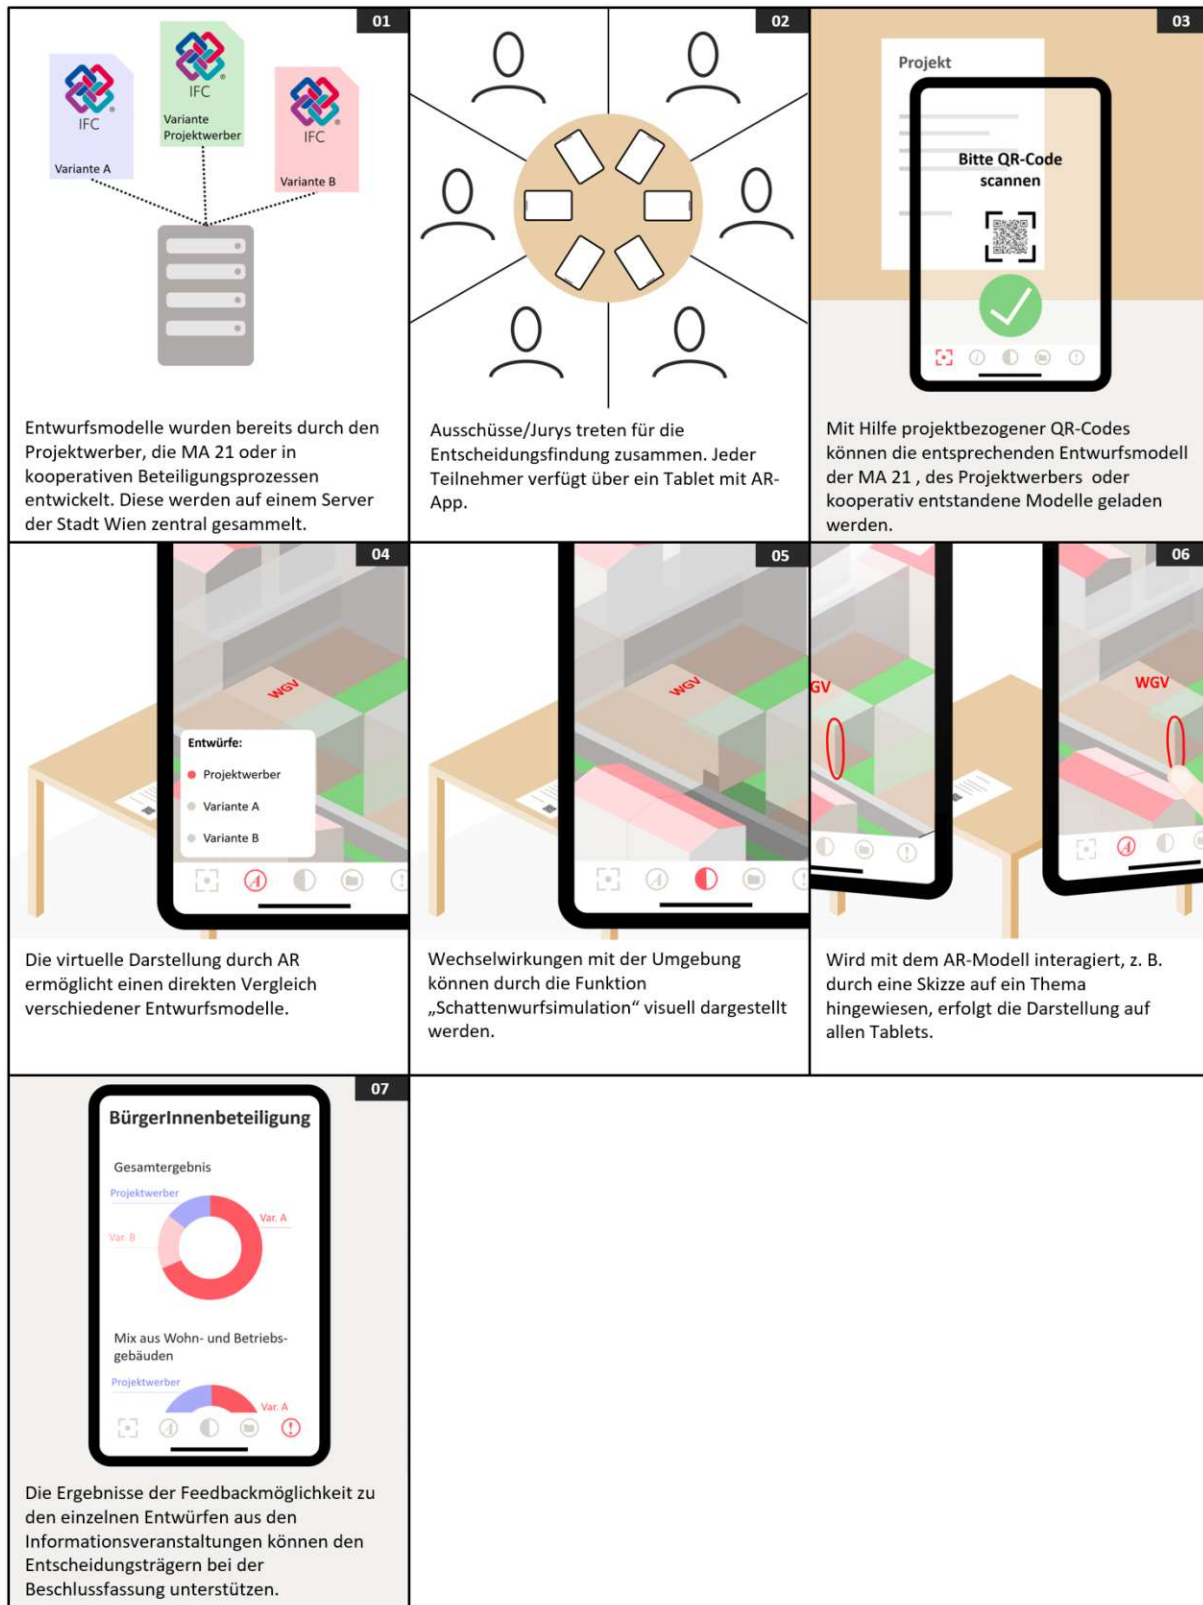 01
IFC
®
Variante A
IFC
®
Variante
Projektwerber
IFC
®
Variante B
Entwurfsmodelle wurden bereits durch den
Projektwerber, die MA 21 oder in
kooperativen Beteiligungsprozessen
entwickelt. Diese werden auf einem Server
der Stadt Wien zentral gesammelt.
02
Ausschüsse/Jurys treten für die
Entscheidungsfindung zusammen. Jeder
Teilnehmer verfügt über ein Tablet mit AR-
App.
03
Projekt
Bitte QR-Code
scannen
Mit Hilfe projektbezogener QR-Codes
können die entsprechenden Entwurfsmodell
der MA 21 , des Projektwerbers oder
kooperativ entstandene Modelle geladen
werden.
04
WGV
Entwürfe:
Projektwerber
Variante A
Variante B
A
Die virtuelle Darstellung durch AR
ermöglicht einen direkten Vergleich
verschiedener Entwurfsmodelle.
05
WGV
A
Wechselwirkungen mit der Umgebung
können durch die Funktion
„Schattenwurfsimulation“ visuell dargestellt
werden.
06
GV
WGV
A
Wird mit dem AR-Modell interagiert, z. B.
durch eine Skizze auf ein Thema
hingewiesen, erfolgt die Darstellung auf
allen Tablets.
07
BürgerInnenbeteiligung
Gesamtergebnis
Projektwerber
Var. A
Var. B
Mix aus Wohn- und Betriebs-
gebäuden
Projektwerber
Var. A
A
Die Ergebnisse der Feedbackmöglichkeit zu
den einzelnen Entwürfen aus den
Informationsveranstaltungen können den
Entscheidungsträgern bei der
Beschlussfassung unterstützen.